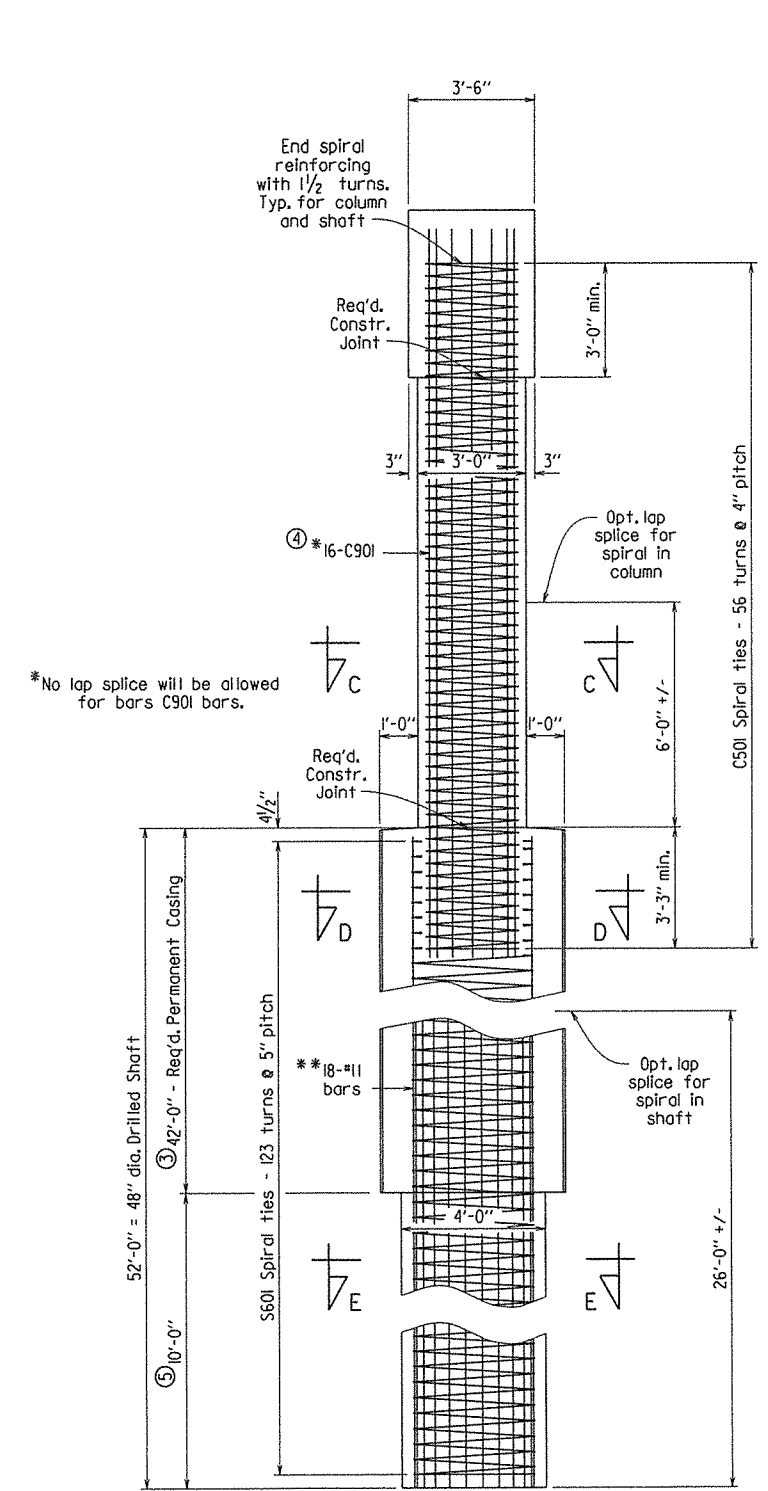 3'-6"
End spiral
reinforcing
with 1½ turns.
Typ. for column
and shaft
Req'd.
Constr.
Joint
3'-0" min.
3"
3'-0"
3"
④ *16-C901
Opt. lap
splice for
spiral in
column
C501 Spiral ties - 56 turns @ 4" pitch
C
C
*No lap splice will be allowed
for bars C901 bars.
6'-0" +/-
1'-0"
1'-0"
Req'd.
Constr.
Joint
4½"
3'-3" min.
D
D
52'-0" = 48" dia. Drilled Shaft
③ 42'-0" - Req'd. Permanent Casing
S601 Spiral ties - 123 turns @ 5" pitch
**18-#11
bars
Opt. lap
splice for
spiral in
shaft
4'-0"
26'-0" +/-
E
E
⑤ 10'-0"